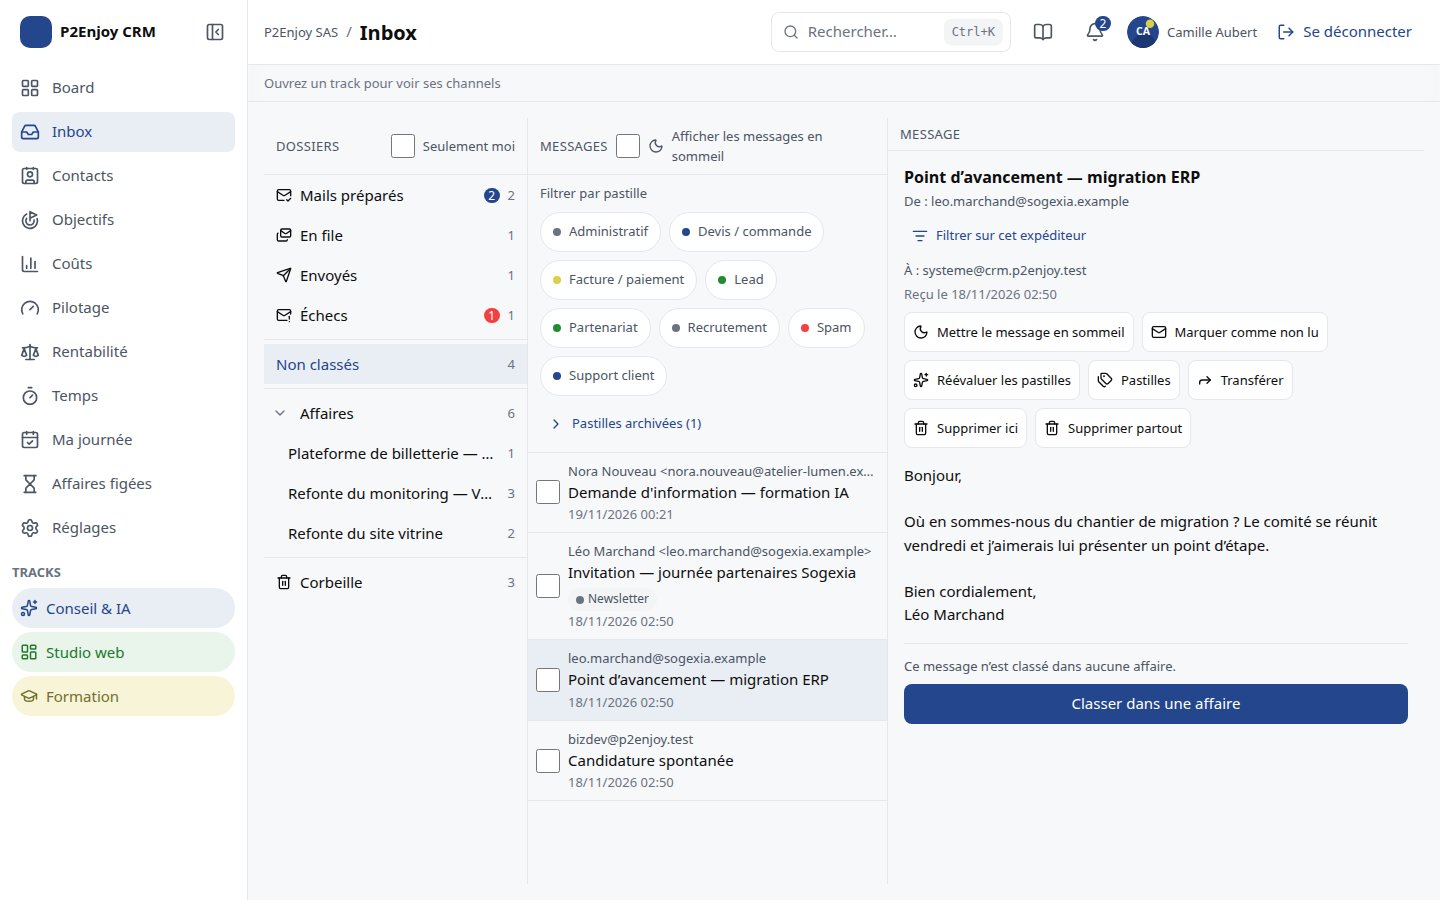 P2Enjoy CRM
Board
Inbox
Contacts
Objectifs
Coûts
Pilotage
Rentabilité
Temps
Ma journée
Affaires figées
Réglages
TRACKS
Conseil & IA
Studio web
Formation
P2Enjoy SAS / Inbox
Rechercher...
Ctrl+K
2
CA
Camille Aubert
Se déconnecter
Ouvrez un track pour voir ses channels
DOSSIERS
Seulement moi
Mails préparés 2 2
En file 1
Envoyés 1
Échecs 1 1
Non classés 4
Affaires 6
Plateforme de billetterie — ... 1
Refonte du monitoring — V... 3
Refonte du site vitrine 2
Corbeille 3
MESSAGES
Afficher les messages en
sommeil
Filtrer par pastille
Administratif
Devis / commande
Facture / paiement
Lead
Partenariat
Recrutement
Spam
Support client
Pastilles archivées (1)
Nora Nouveau <nora.nouveau@atelier-lumen.ex...
Demande d'information — formation IA
19/11/2026 00:21
Léo Marchand <leo.marchand@sogexia.example>
Invitation — journée partenaires Sogexia
Newsletter
18/11/2026 02:50
leo.marchand@sogexia.example
Point d’avancement — migration ERP
18/11/2026 02:50
bizdev@p2enjoy.test
Candidature spontanée
18/11/2026 02:50
MESSAGE
Point d’avancement — migration ERP
De : leo.marchand@sogexia.example
Filtrer sur cet expéditeur
À : systeme@crm.p2enjoy.test
Reçu le 18/11/2026 02:50
Mettre le message en sommeil
Marquer comme non lu
Réévaluer les pastilles
Pastilles
Transférer
Supprimer ici
Supprimer partout
Bonjour,
Où en sommes-nous du chantier de migration ? Le comité se réunit
vendredi et j’aimerais lui présenter un point d’étape.
Bien cordialement,
Léo Marchand
Ce message n’est classé dans aucune affaire.
Classer dans une affaire